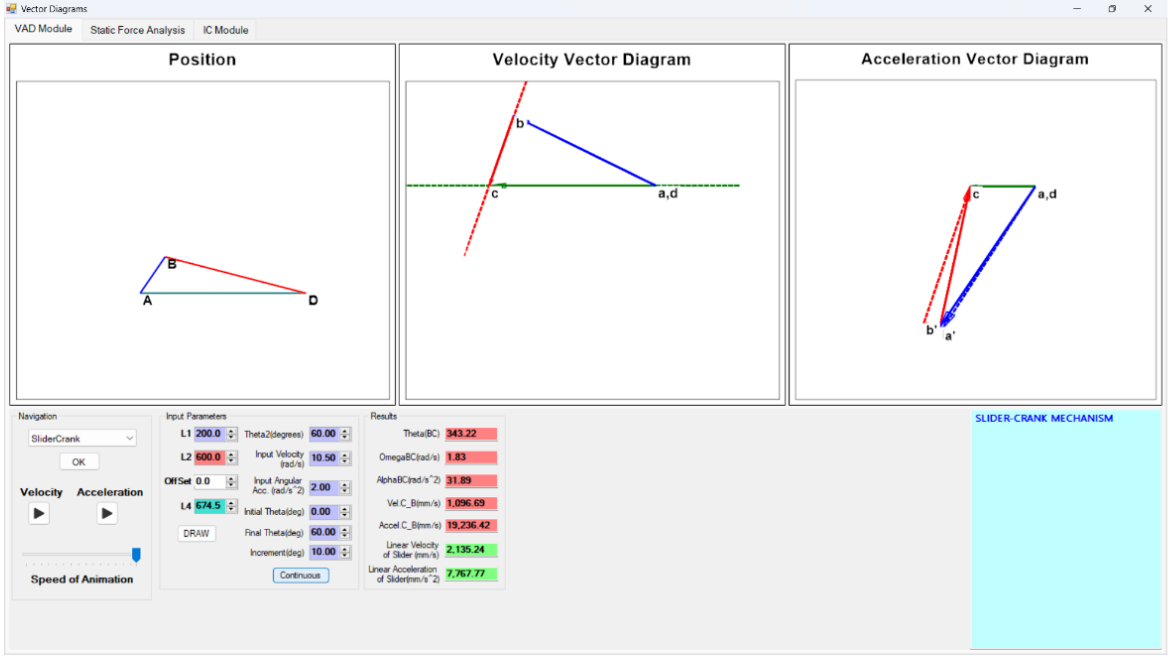 Vector Diagrams
VAD Module Static Force Analysis IC Module
Position
B
A
D
Velocity Vector Diagram
b
c
a,d
Acceleration Vector Diagram
c
a,d
b'
a'
Navigation
SliderCrank
OK
Velocity Acceleration
Speed of Animation
Input Parameters
L1 200.0 Theta2(degrees) 60.00
L2 600.0 Input Velocity (rad/s) 10.50
OffSet 0.0 Input Angular Acc. (rad/s^2) 2.00
L4 674.5 Initial Theta(deg) 0.00
DRAW Final Theta(deg) 60.00
Increment(deg) 10.00
Continuous
Results
Theta(BC) 343.22
OmegaBC(rad/s) 1.83
AlphaBC(rad/s^2) 31.89
Vel.C_B(mm/s) 1,096.69
Accel.C_B(mm/s) 19,236.42
Linear Velocity
of Slider (mm/s) 2,135.24
Linear Acceleration
of Slider(mm/s^2) 7,767.77
SLIDER-CRANK MECHANISM